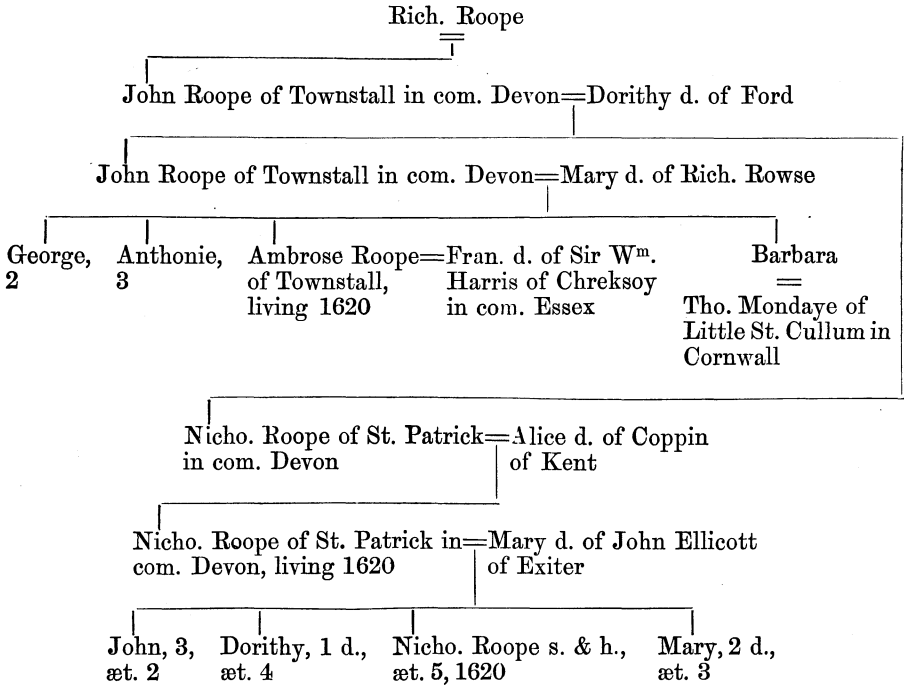 Rich. Roope
=
John Roope of Townstall in com. Devon=Dorithy d. of Ford
John Roope of Townstall in com. Devon=Mary d. of Rich. Rowse
George,
2
Anthonie,
3
Ambrose Roope=Fran. d. of Sir Wᵐ.
of Townstall, Harris of Chreksoy
living 1620 in com. Essex
Barbara
=
Tho. Mondaye of
Little St. Cullum in
Cornwall
Nicho. Roope of St. Patrick=Alice d. of Coppin
in com. Devon of Kent
Nicho. Roope of St. Patrick in=Mary d. of John Ellicott
com. Devon, living 1620 of Exiter
John, 3,
æt. 2
Dorithy, 1 d.,
æt. 4
Nicho. Roope s. & h.,
æt. 5, 1620
Mary, 2 d.,
æt. 3